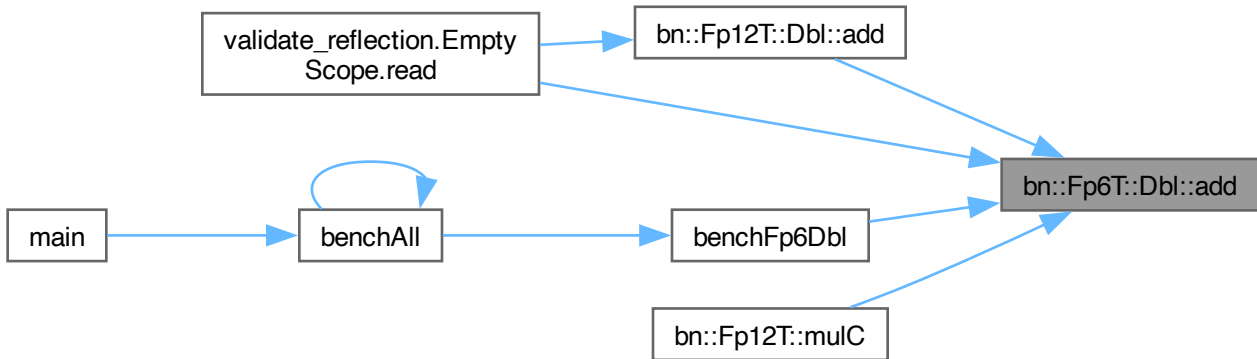 validate_reflection.Empty
Scope.read
bn::Fp12T::Dbl::add
bn::Fp6T::Dbl::add
main
benchAll
benchFp6Dbl
bn::Fp12T::mulC